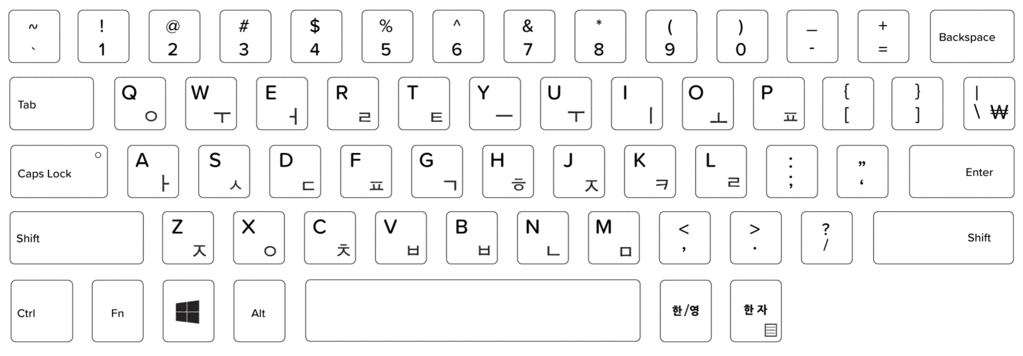 ~ ! @ # $ % ^ & * ( ) _ + Backspace
` 1 2 3 4 5 6 7 8 9 0 - =
Tab Q W E R T Y U I O P { } |
ㅇ ㅜ ㅓ ㄹ ㅌ ㅡ ㅜ ㅣ ㅗ ㅍ [ ] \ ₩
Caps Lock A S D F G H J K L : ” Enter
ㅏ ㅅ ㄷ ㅍ ㄱ ㅎ ㅈ ㅋ ㄹ ; ‘
Shift Z X C V B N M < > ? Shift
ㅈ ㅇ ㅊ ㅂ ㅂ ㄴ ㅁ , . /
Ctrl Fn Alt 한/영 한자